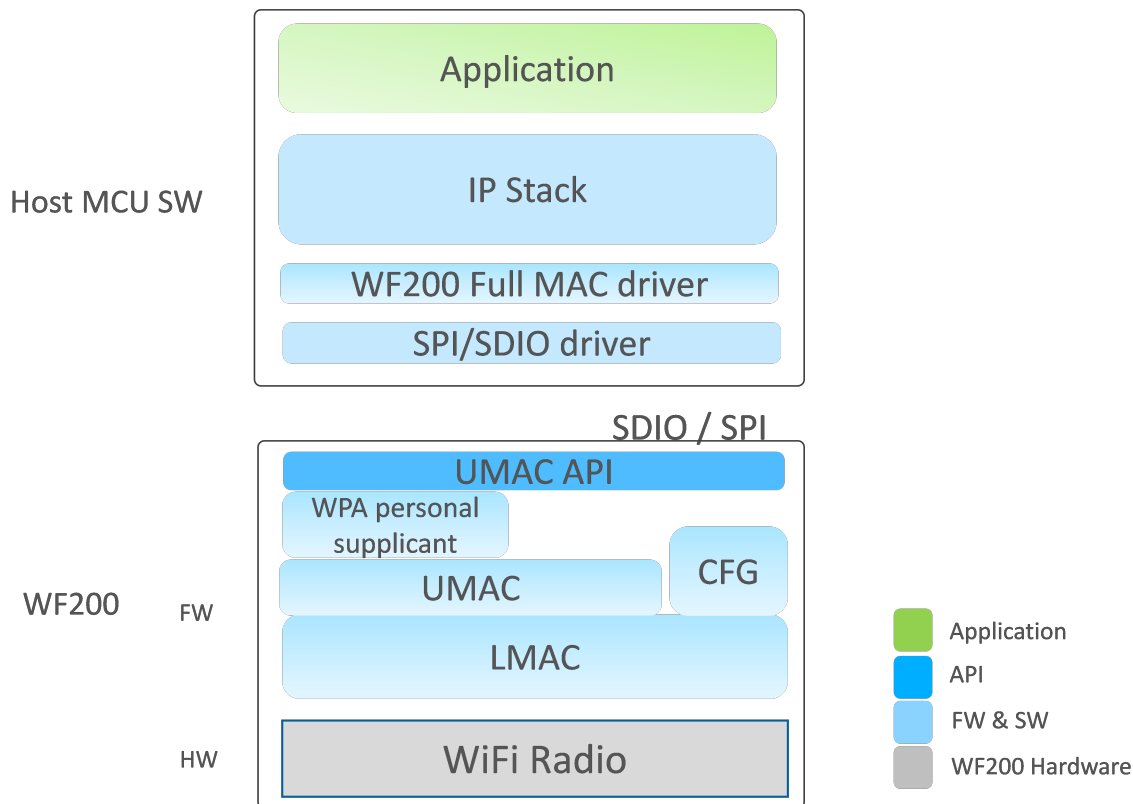 Application
IP Stack
Host MCU SW
WF200 Full MAC driver
SPI/SDIO driver
SDIO / SPI
UMAC API
WPA personal
supplicant
CFG
UMAC
WF200
FW
LMAC
HW
WiFi Radio
Application
API
FW & SW
WF200 Hardware